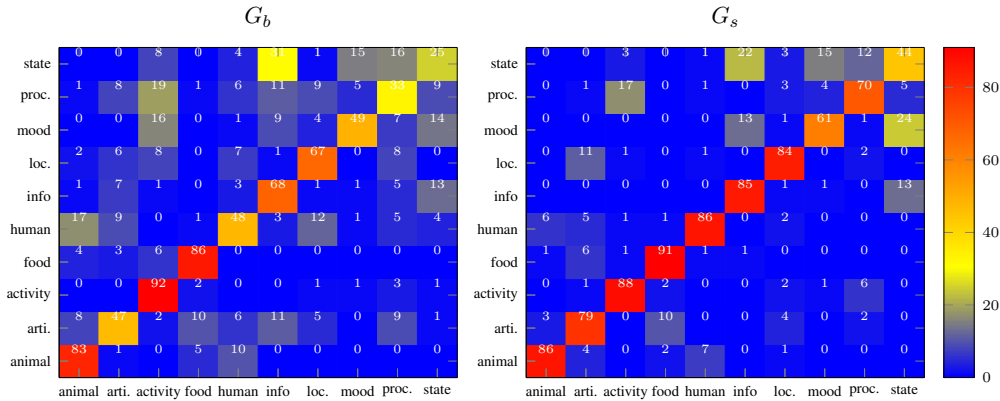 G_b G_s
state 0 0 8 0 4 31 1 15 16 25 0 0 3 0 1 22 3 15 12 44
proc. 1 8 19 1 6 11 9 5 33 9 0 1 17 0 1 0 3 4 70 5 80
mood 0 0 16 0 1 9 4 49 7 14 0 0 0 0 0 13 1 61 1 24
loc. 2 6 8 0 7 1 67 0 8 0 0 11 1 0 1 0 84 0 2 0 60
info 1 7 1 0 3 68 1 1 5 13 0 0 0 0 0 85 1 1 0 13
human 17 9 0 1 48 3 12 1 5 4 6 5 1 1 86 0 2 0 0 0 40
food 4 3 6 86 0 0 0 0 0 0 1 6 1 91 1 1 0 0 0 0
activity 0 0 92 2 0 0 1 1 3 1 0 1 88 2 0 0 2 1 6 0 20
arti. 8 47 2 10 6 11 5 0 9 1 3 79 0 10 0 0 4 0 2 0
animal 83 1 0 5 10 0 0 0 0 0 86 4 0 2 7 1 0 0 0 0 0
animal arti. activity food human info loc. mood proc. state animal arti. activity food human info loc. mood proc. state